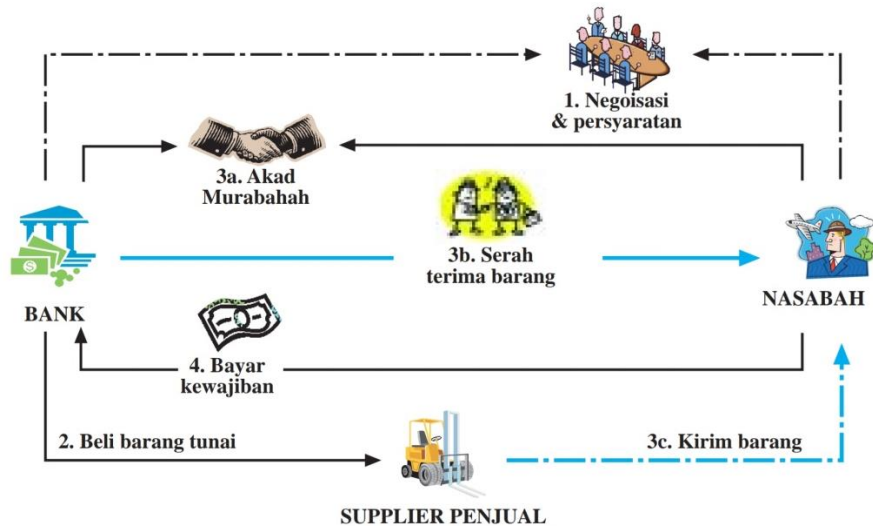 1. Negoisasi
& persyaratan
3a. Akad
Murabahah
3b. Serah
terima barang
BANK
NASABAH
4. Bayar
kewajiban
2. Beli barang tunai
3c. Kirim barang
SUPPLIER PENJUAL